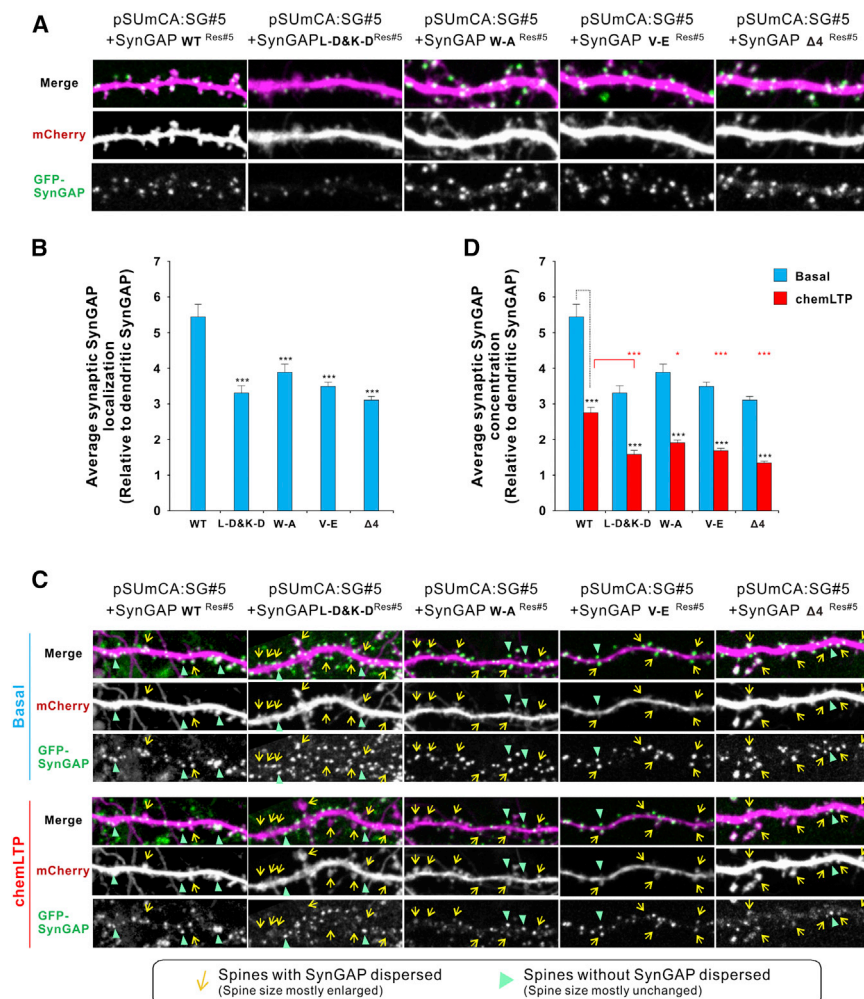 A
pSUmCA:SG#5 pSUmCA:SG#5 pSUmCA:SG#5 pSUmCA:SG#5 pSUmCA:SG#5
+SynGAP WT Res#5 +SynGAP L-D&K-D Res#5 +SynGAP W-A Res#5 +SynGAP V-E Res#5 +SynGAP Δ4 Res#5
Merge
mCherry
GFP-
SynGAP
B
Average synaptic SynGAP
localization
(Relative to dendritic SynGAP)
7
6
5
4
3
2
1
0
*** *** *** ***
WT L-D&K-D W-A V-E Δ4
D
Average synaptic SynGAP
concentration
(Relative to dendritic SynGAP)
7
6
5
4
3
2
1
0
Basal
chemLTP
*** * *** ***
*** *** *** *** ***
WT L-D&K-D W-A V-E Δ4
C
pSUmCA:SG#5 pSUmCA:SG#5 pSUmCA:SG#5 pSUmCA:SG#5 pSUmCA:SG#5
+SynGAP WT Res#5 +SynGAP L-D&K-D Res#5 +SynGAP W-A Res#5 +SynGAP V-E Res#5 +SynGAP Δ4 Res#5
Basal
Merge
mCherry
GFP-
SynGAP
chemLTP
Merge
mCherry
GFP-
SynGAP
Spines with SynGAP dispersed
(Spine size mostly enlarged)
Spines without SynGAP dispersed
(Spine size mostly unchanged)